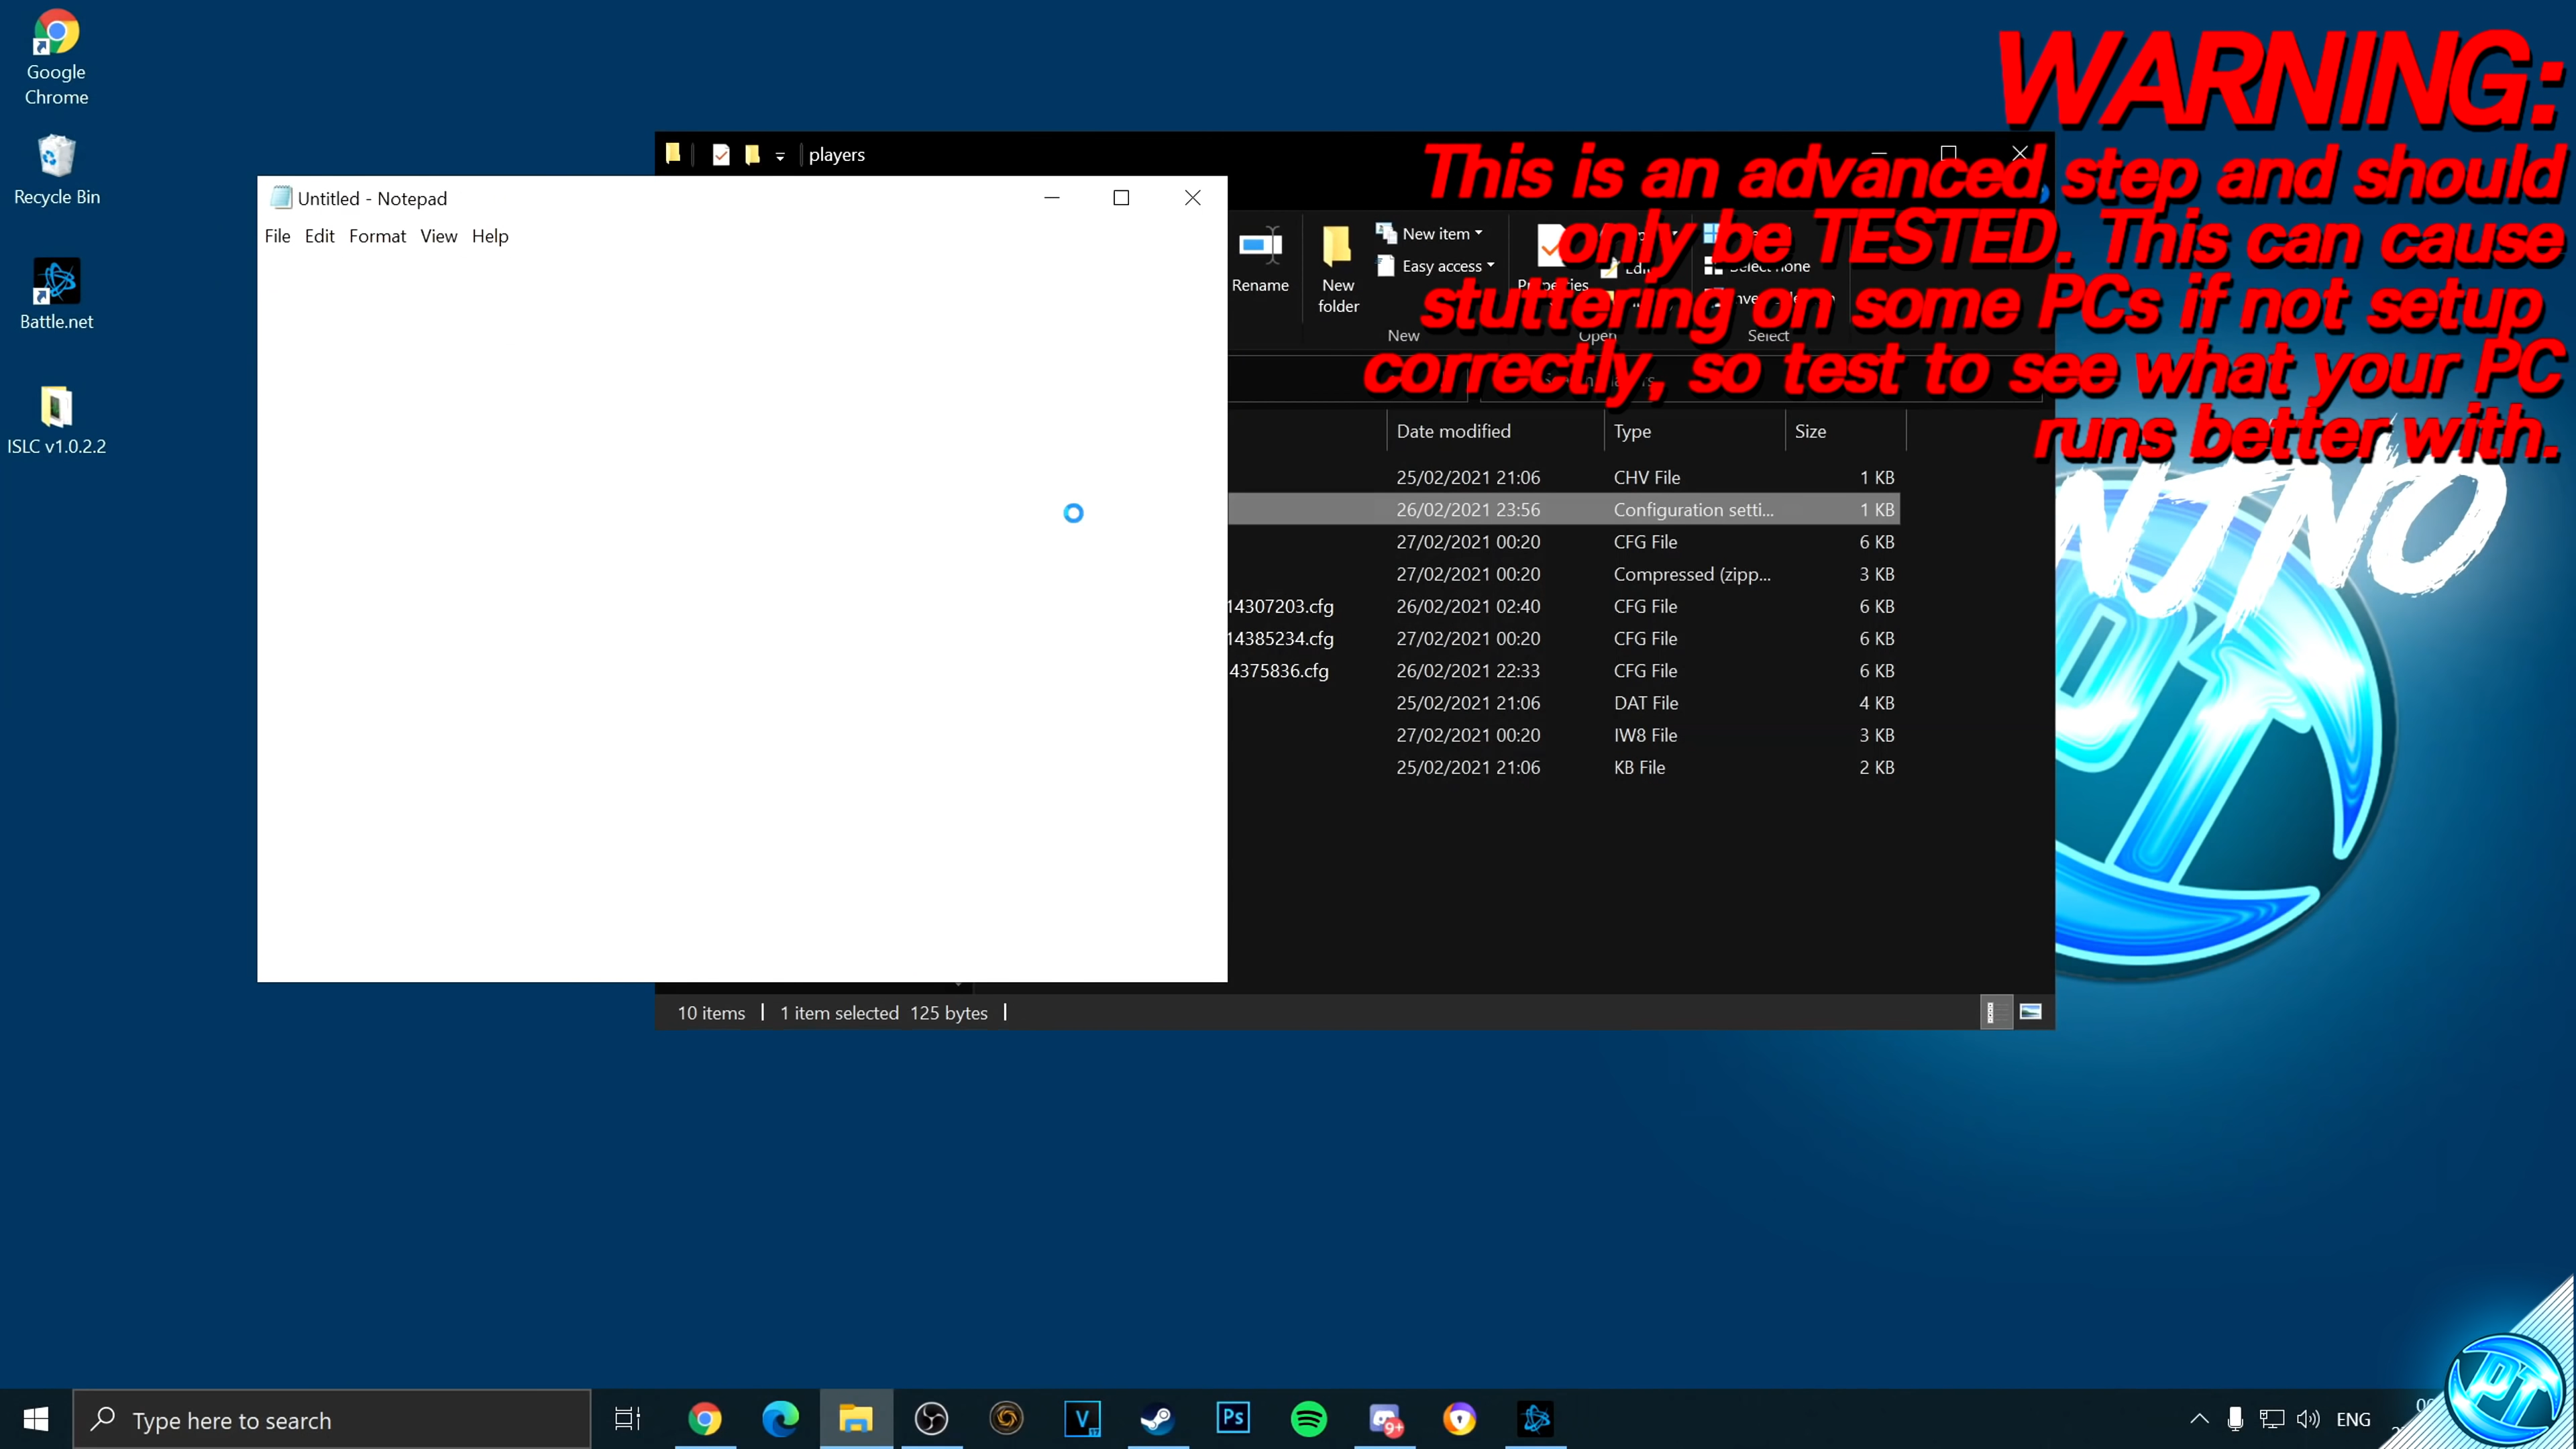 Google
Chrome
Recycle Bin
Battle.net
ISLC v1.0.2.2
WARNING:
This is an advanced step and should
only be TESTED. This can cause
stuttering on some PCs if not setup
correctly, so test to see what your PC
runs better with.
players
Untitled - Notepad
File Edit Format View Help
Rename
New
folder
New item
Easy access
Properties
Select none
New
Open
Select
Date modified Type Size
25/02/2021 21:06 CHV File 1 KB
26/02/2021 23:56 Configuration setti... 1 KB
27/02/2021 00:20 CFG File 6 KB
27/02/2021 00:20 Compressed (zipp... 3 KB
14307203.cfg 26/02/2021 02:40 CFG File 6 KB
14385234.cfg 27/02/2021 00:20 CFG File 6 KB
4375836.cfg 26/02/2021 22:33 CFG File 6 KB
25/02/2021 21:06 DAT File 4 KB
27/02/2021 00:20 IW8 File 3 KB
25/02/2021 21:06 KB File 2 KB
10 items 1 item selected 125 bytes
Type here to search
V
Ps
9+
ENG